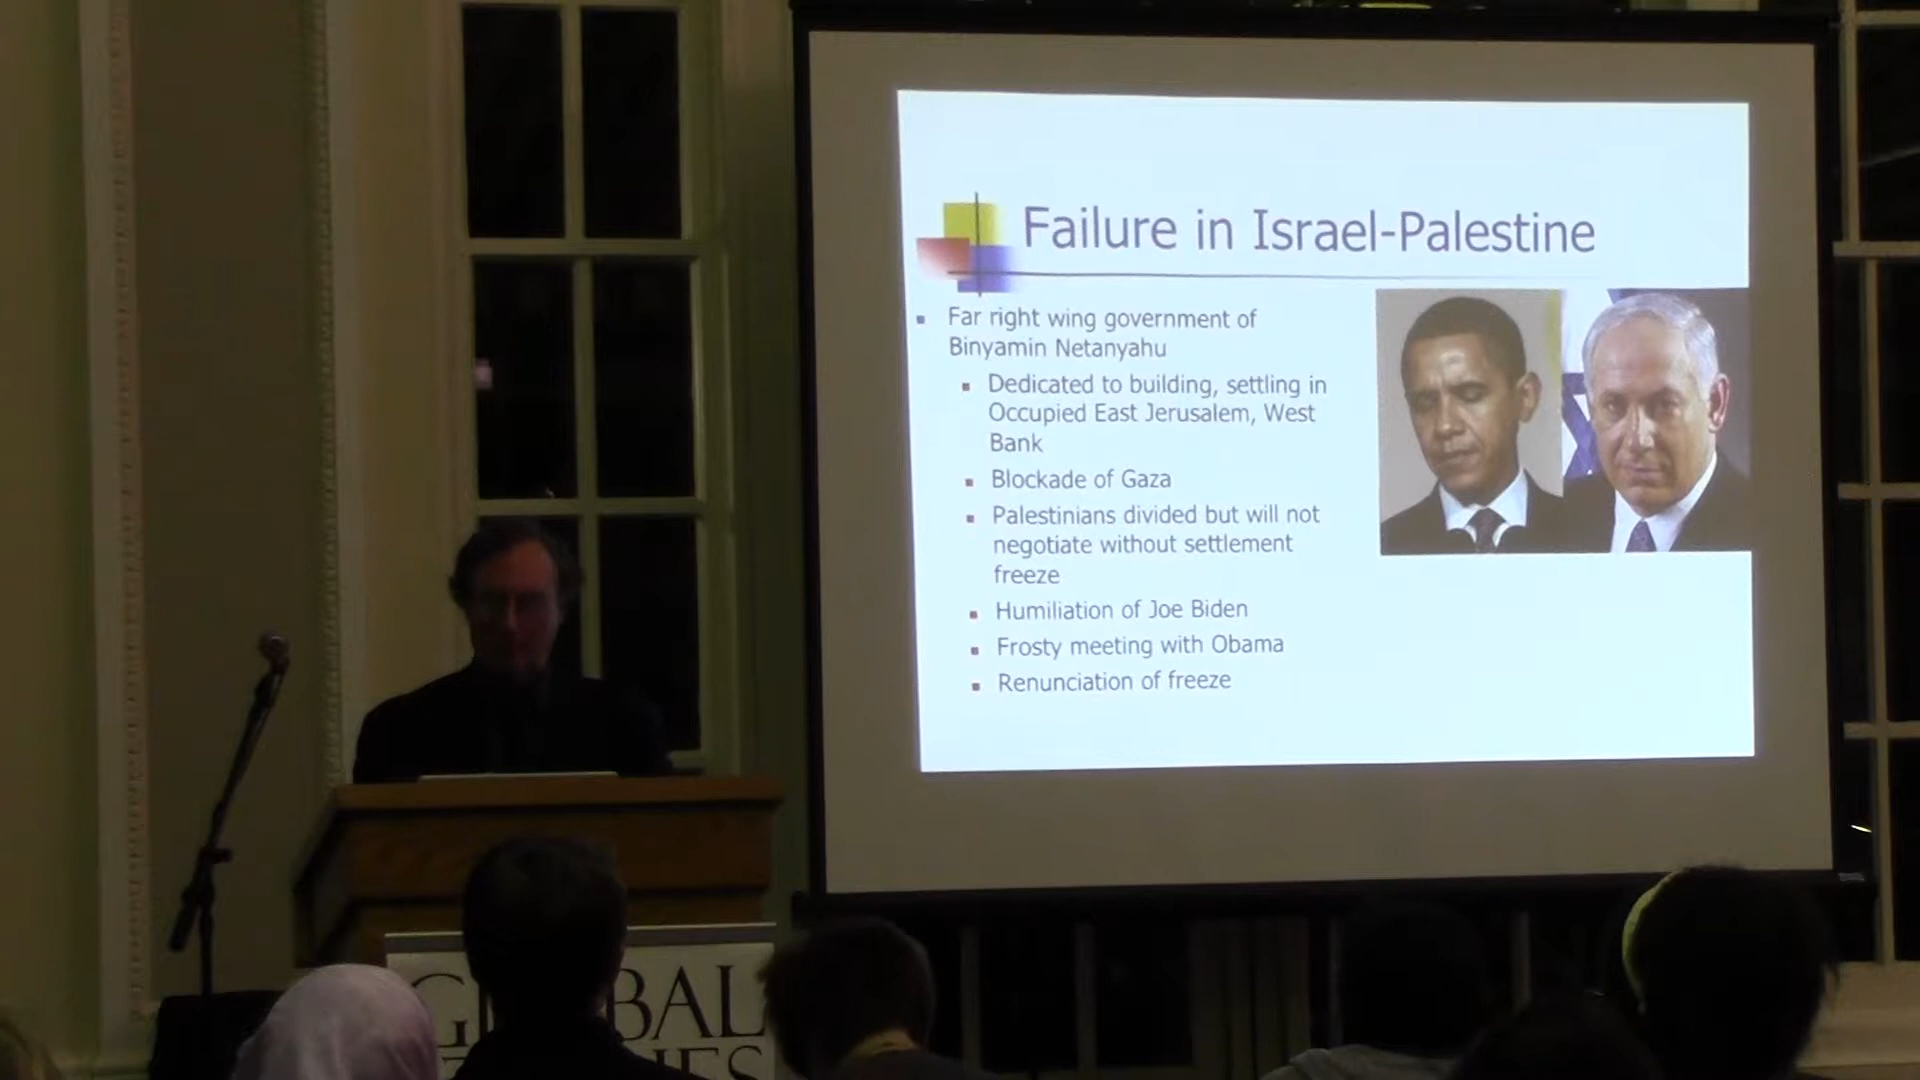 Failure in Israel-Palestine
Far right wing government of
Binyamin Netanyahu
Dedicated to building, settling in
Occupied East Jerusalem, West
Bank
Blockade of Gaza
Palestinians divided but will not
negotiate without settlement
freeze
Humiliation of Joe Biden
Frosty meeting with Obama
Renunciation of freeze